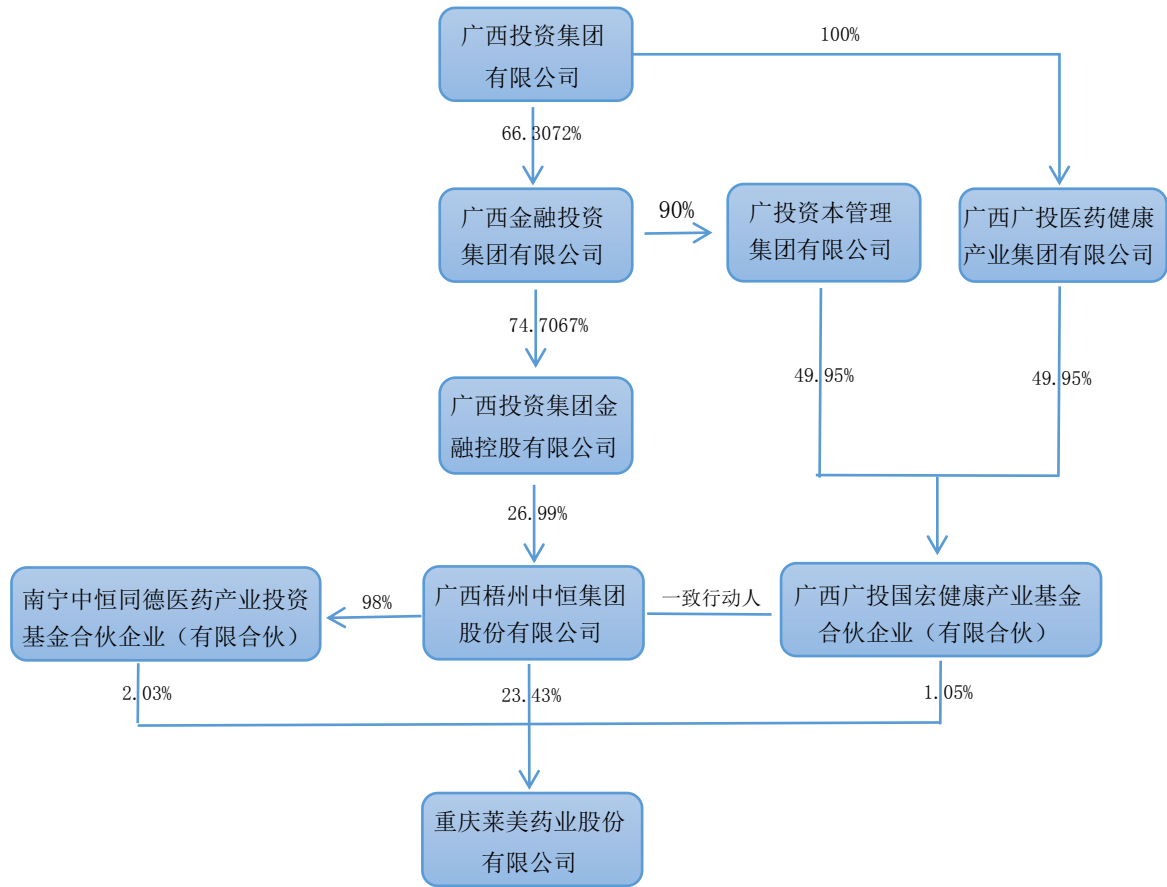 广西投资集团
有限公司
100%
66.3072%
广西金融投资
集团有限公司
90%
广投资本管理
集团有限公司
广西广投医药健康
产业集团有限公司
74.7067%
49.95%
49.95%
广西投资集团金
融控股有限公司
26.99%
南宁中恒同德医药产业投资
基金合伙企业（有限合伙）
98%
广西梧州中恒集团
股份有限公司
一致行动人
广西广投国宏健康产业基金
合伙企业（有限合伙）
2.03%
23.43%
1.05%
重庆莱美药业股份
有限公司